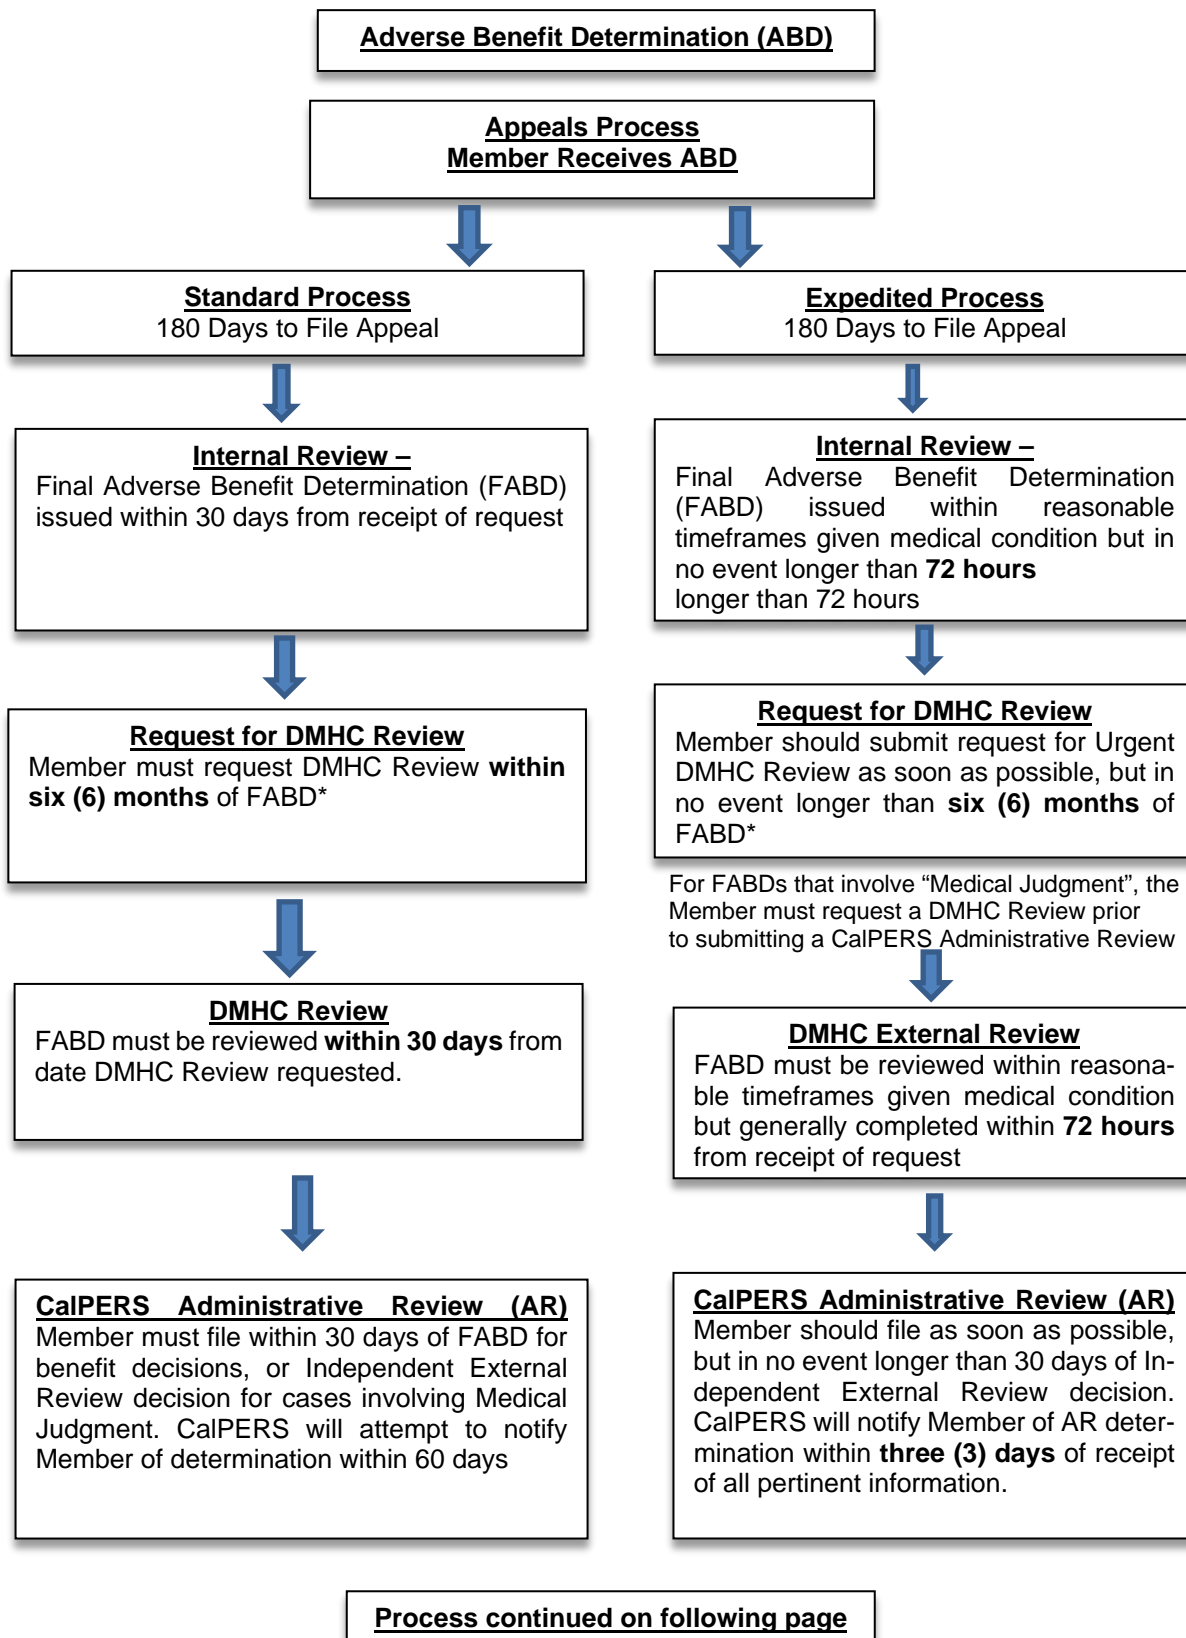 Adverse Benefit Determination (ABD)
Appeals Process
Member Receives ABD
Standard Process
180 Days to File Appeal
Expedited Process
180 Days to File Appeal
Internal Review –
Final Adverse Benefit Determination (FABD)
issued within 30 days from receipt of request
Internal Review –
Final Adverse Benefit Determination
(FABD) issued within reasonable
timeframes given medical condition but in
no event longer than 72 hours
longer than 72 hours
Request for DMHC Review
Member must request DMHC Review within
six (6) months of FABD*
Request for DMHC Review
Member should submit request for Urgent
DMHC Review as soon as possible, but in
no event longer than six (6) months of
FABD*
For FABDs that involve “Medical Judgment”, the
Member must request a DMHC Review prior
to submitting a CalPERS Administrative Review
DMHC Review
FABD must be reviewed within 30 days from
date DMHC Review requested.
DMHC External Review
FABD must be reviewed within reasona-
ble timeframes given medical condition
but generally completed within 72 hours
from receipt of request
CalPERS Administrative Review (AR)
Member must file within 30 days of FABD for
benefit decisions, or Independent External
Review decision for cases involving Medical
Judgment. CalPERS will attempt to notify
Member of determination within 60 days
CalPERS Administrative Review (AR)
Member should file as soon as possible,
but in no event longer than 30 days of In-
dependent External Review decision.
CalPERS will notify Member of AR deter-
mination within three (3) days of receipt
of all pertinent information.
Process continued on following page